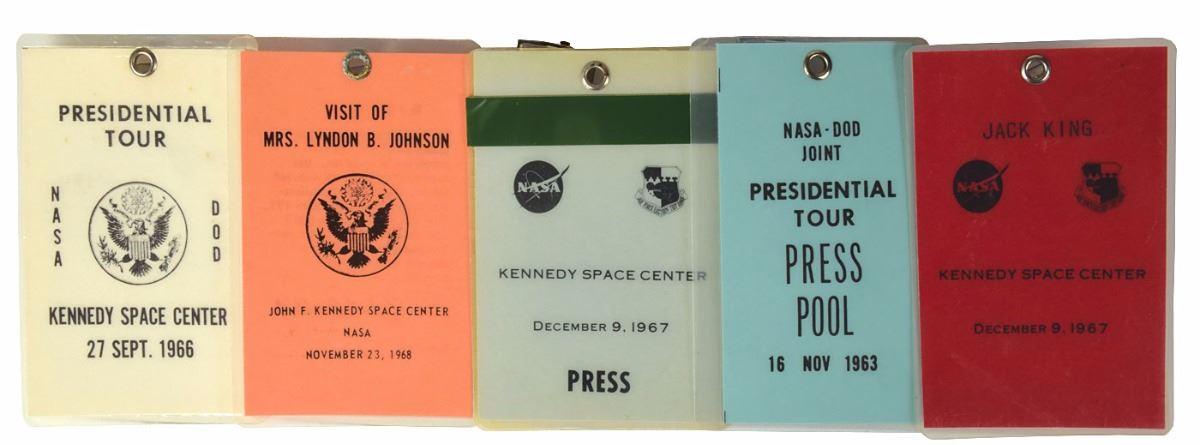 PRESIDENTIAL
TOUR
NASA
DOD
KENNEDY SPACE CENTER
27 SEPT. 1966
VISIT OF
MRS. LYNDON B. JOHNSON
JOHN F. KENNEDY SPACE CENTER
NASA
NOVEMBER 23, 1968
NASA
KENNEDY SPACE CENTER
DECEMBER 9, 1967
PRESS
NASA - DOD
JOINT
PRESIDENTIAL
TOUR
PRESS
POOL
16 NOV 1963
JACK KING
NASA
KENNEDY SPACE CENTER
DECEMBER 9, 1967